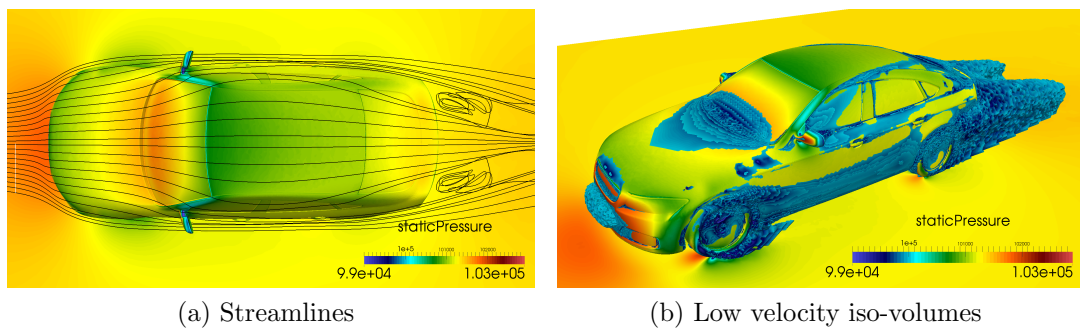 staticPressure
1e+5 101000 102000
9.9e+04 1.03e+05
(a) Streamlines
staticPressure
1e+5 101000 102000
9.9e+04 1.03e+05
(b) Low velocity iso-volumes